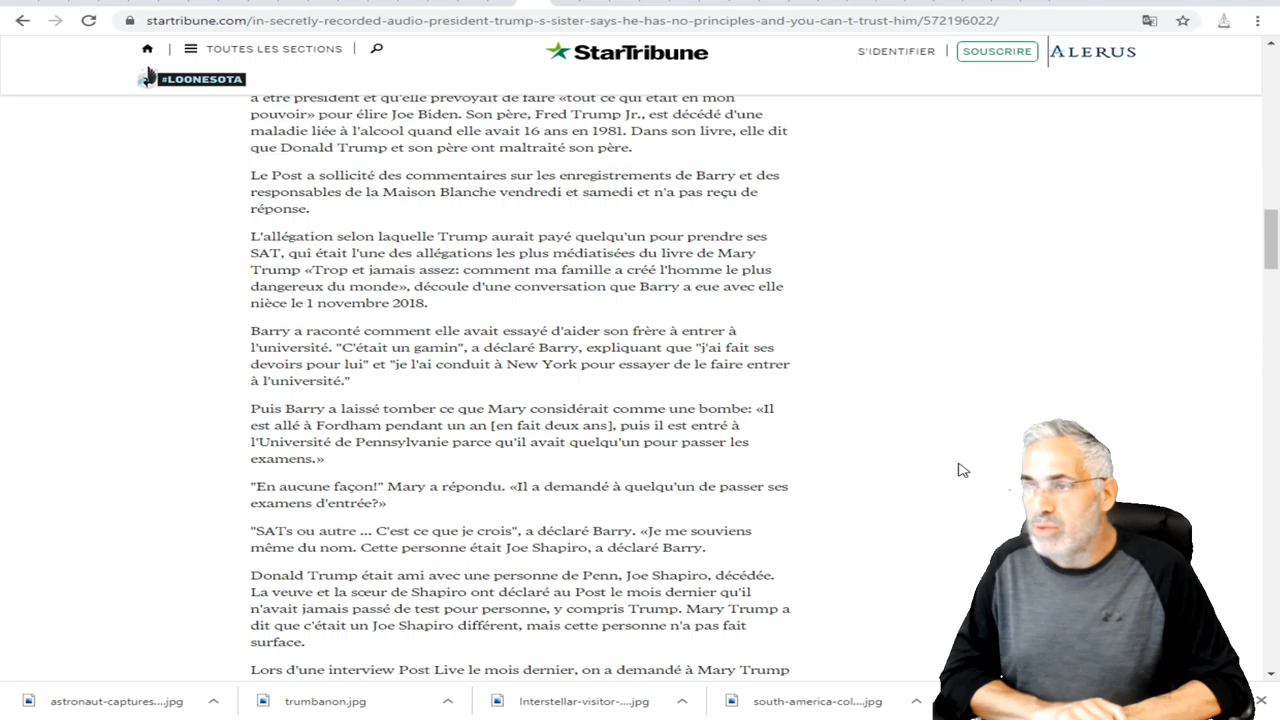 startribune.com/in-secretly-recorded-audio-president-trump-s-sister-says-he-has-no-principles-and-you-can-t-trust-him/572196022/
TOUTES LES SECTIONS
StarTribune
S'IDENTIFIER
SOUSCRIRE
ALERUS
#LOONESOTA
a être président et qu'elle prévoyait de faire «tout ce qui était en mon
pouvoir» pour élire Joe Biden. Son père, Fred Trump Jr., est décédé d'une
maladie liée à l'alcool quand elle avait 16 ans en 1981. Dans son livre, elle dit
que Donald Trump et son père ont maltraité son père.
Le Post a sollicité des commentaires sur les enregistrements de Barry et des
responsables de la Maison Blanche vendredi et samedi et n'a pas reçu de
réponse.
L'allégation selon laquelle Trump aurait payé quelqu'un pour prendre ses
SAT, qui était l'une des allégations les plus médiatisées du livre de Mary
Trump «Trop et jamais assez: comment ma famille a créé l'homme le plus
dangereux du monde», découle d'une conversation que Barry a eue avec elle
nièce le 1 novembre 2018.
Barry a raconté comment elle avait essayé d'aider son frère à entrer à
l'université. "C'était un gamin", a déclaré Barry, expliquant que "j'ai fait ses
devoirs pour lui" et "je l'ai conduit à New York pour essayer de le faire entrer
à l'université."
Puis Barry a laissé tomber ce que Mary considérait comme une bombe: «Il
est allé à Fordham pendant un an [en fait deux ans], puis il est entré à
l'Université de Pennsylvanie parce qu'il avait quelqu'un pour passer les
examens.»
"En aucune façon!" Mary a répondu. «Il a demandé à quelqu'un de passer ses
examens d'entrée?»
"SATs ou autre ... C'est ce que je crois", a déclaré Barry. «Je me souviens
même du nom. Cette personne était Joe Shapiro, a déclaré Barry.
Donald Trump était ami avec une personne de Penn, Joe Shapiro, décédée.
La veuve et la sœur de Shapiro ont déclaré au Post le mois dernier qu'il
n'avait jamais passé de test pour personne, y compris Trump. Mary Trump a
dit que c'était un Joe Shapiro différent, mais cette personne n'a pas fait
surface.
Lors d'une interview Post Live le mois dernier, on a demandé à Mary Trump
astronaut-captures....jpg
trumbanon.jpg
Interstellar-visitor-....jpg
south-america-col....jpg